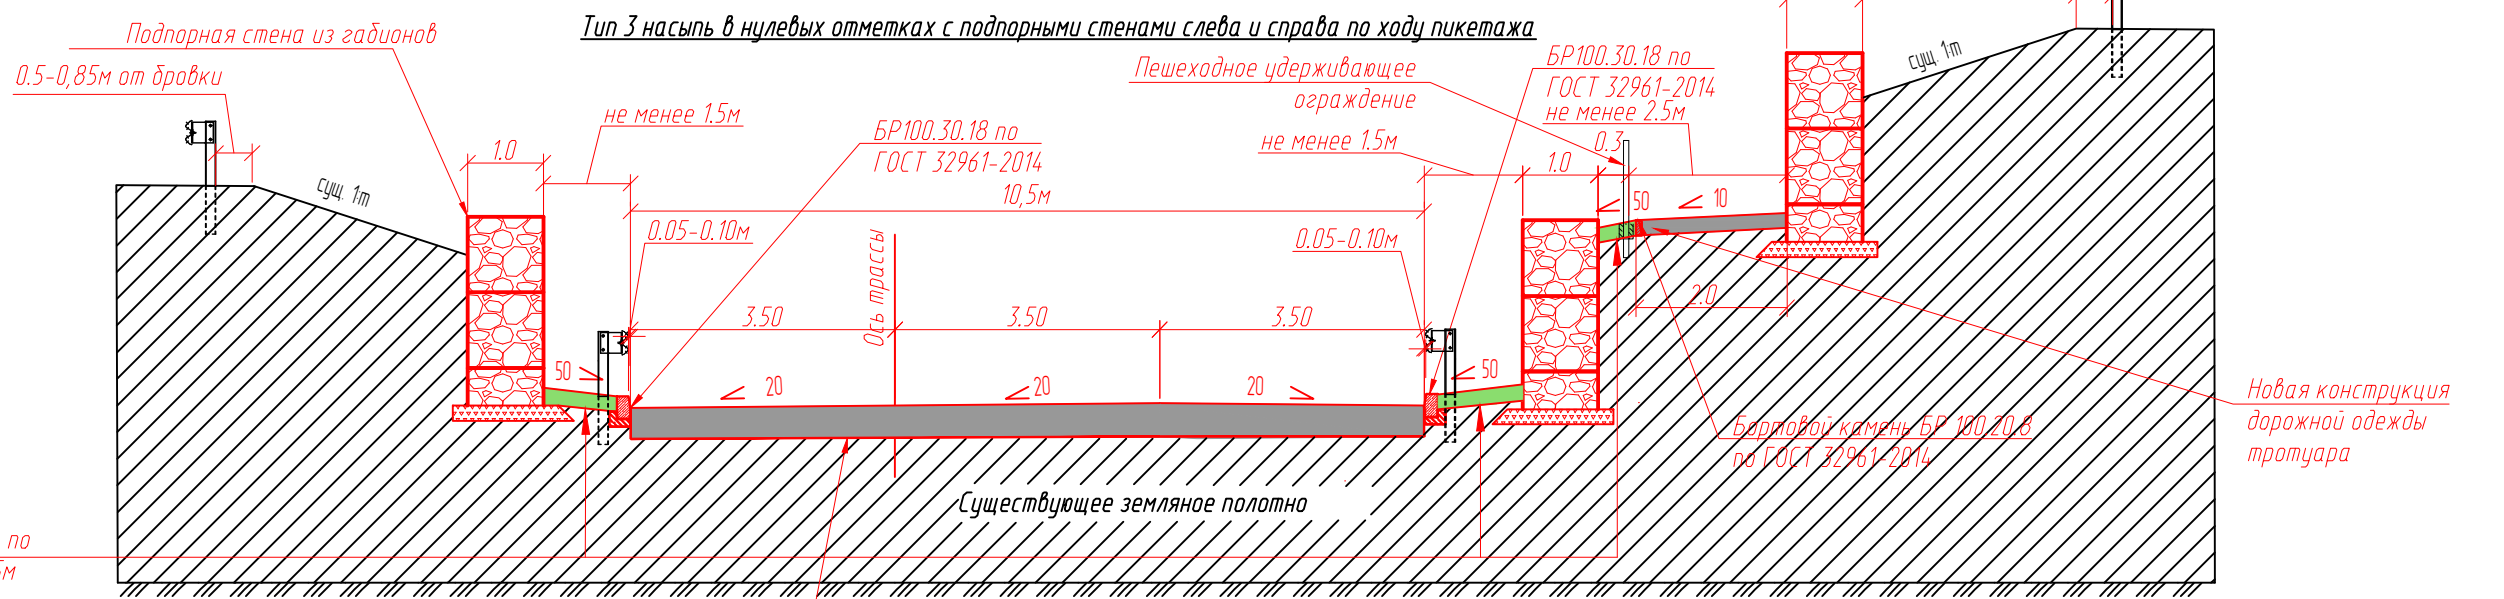 Тип 3 насыпь в нулевых отметках с подпорными стенами слева и справа по ходу пикетажа
Подпорная стена из габионов
0.5-0,85м от бровки
сущ. 1:m
1.0
не менее 1.5м
БР100.30.18 по
ГОСТ 32961-2014
10,5м
0.05-0.10м
Ось трассы
3.50
3.50
3.50
50
20
20
20
50
0.05-0.10м
не менее 1.5м
Пешеходное удерживающее
ограждение
БР100.30.18 по
ГОСТ 32961-2014
не менее 2.5м
0.3
1.0
15
10
сущ. 1:m
2.0
Новая конструкция
дорожной одежды
тротуара
Бортовой камень БР 100.20.8
по ГОСТ 32961-2014
Существующее земляное полотно
по
5м